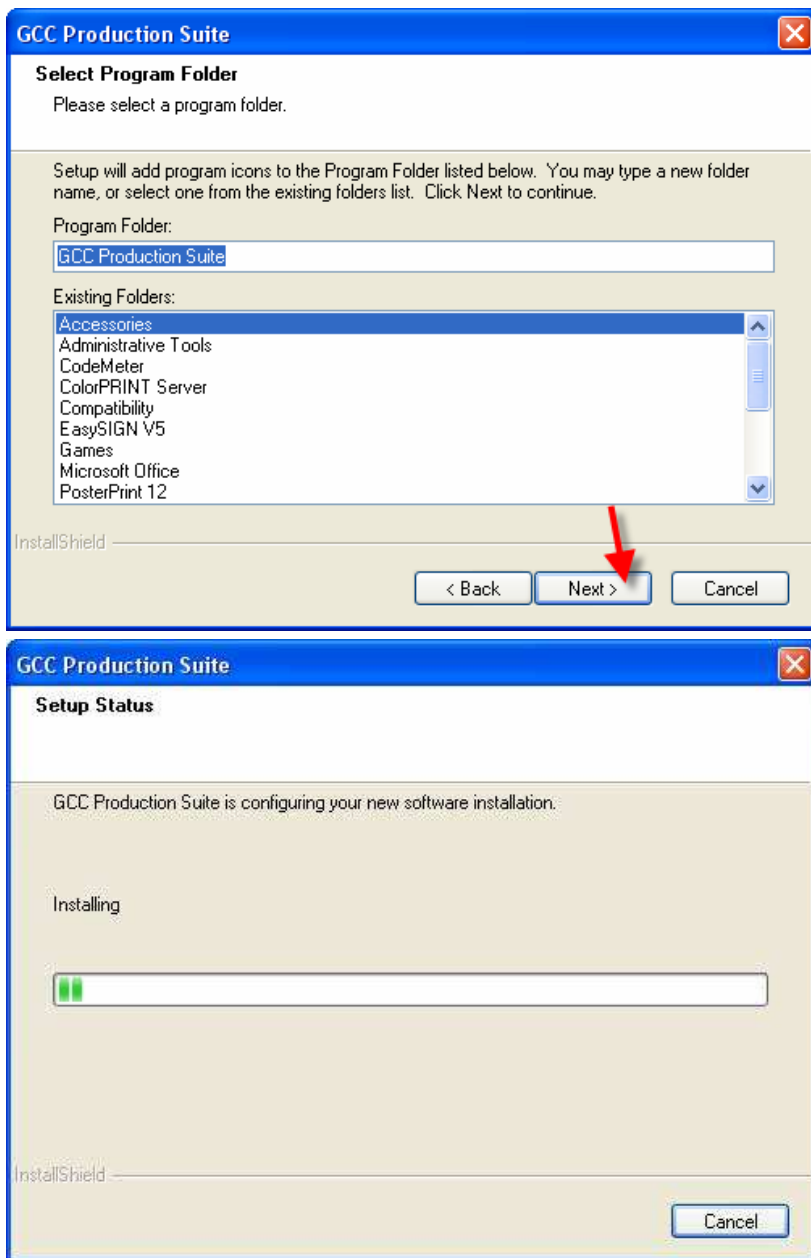 GCC Production Suite
Select Program Folder
Please select a program folder.
Setup will add program icons to the Program Folder listed below. You may type a new folder
name, or select one from the existing folders list. Click Next to continue.
Program Folder:
GCC Production Suite
Existing Folders:
Accessories
Administrative Tools
CodeMeter
ColorPRINT Server
Compatibility
EasySIGN V5
Games
Microsoft Office
PosterPrint 12
InstallShield
< Back Next > Cancel
GCC Production Suite
Setup Status
GCC Production Suite is configuring your new software installation.
Installing
InstallShield
Cancel